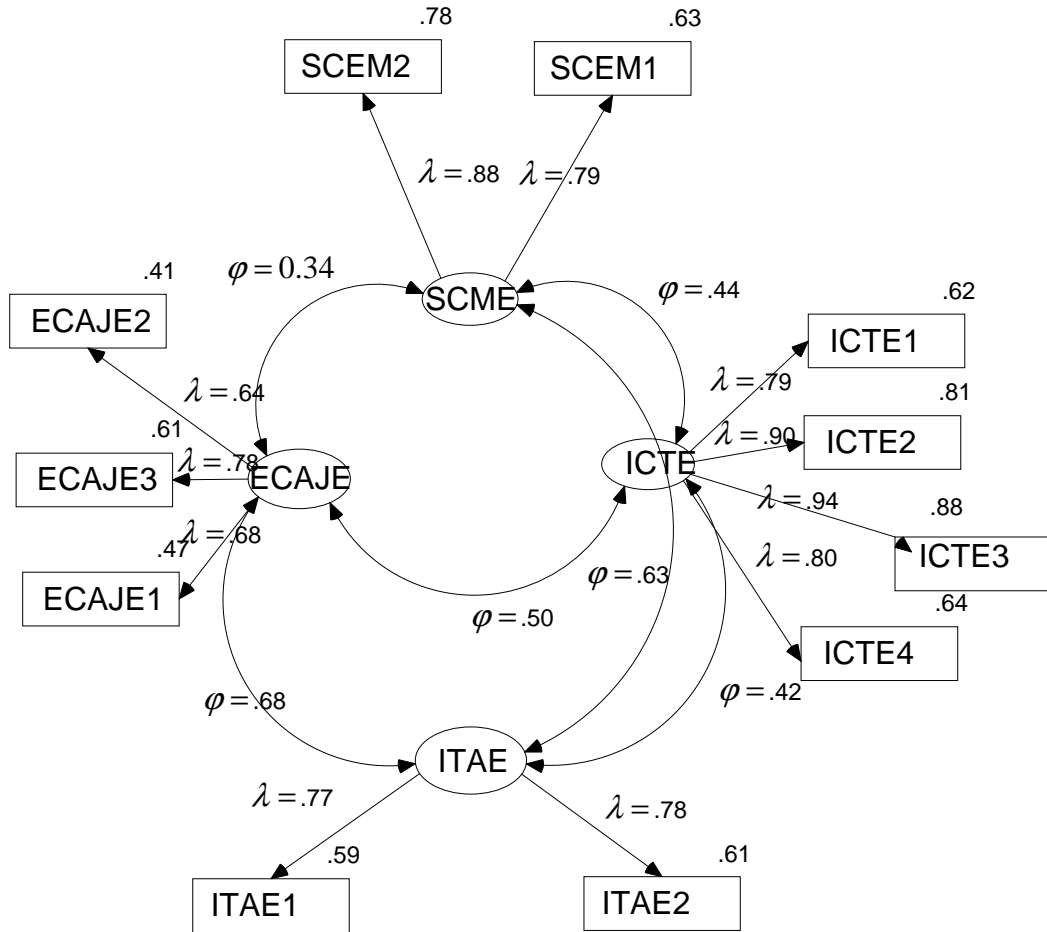 .78
.63
SCEM2
SCEM1
λ = .88
λ = .79
φ = 0.34
SCME
φ = .44
.41
ECAJE2
.62
ICTE1
λ = .64
λ = .79
.81
.61
ECAJE3
λ = .78
ECAJE
ICTE
λ = .90
ICTE2
λ = .94
.88
ICTE3
.47
λ = .68
ECAJE1
φ = .63
λ = .80
.64
ICTE4
φ = .50
φ = .68
φ = .42
ITAE
λ = .77
λ = .78
.59
.61
ITAE1
ITAE2